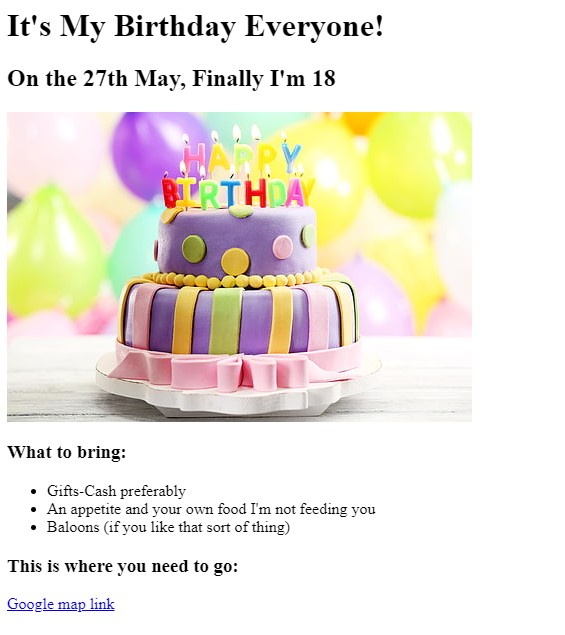 It's My Birthday Everyone!
On the 27th May, Finally I'm 18
HAPPY
BIRTHDAY
What to bring:
Gifts-Cash preferably
An appetite and your own food I'm not feeding you
Baloons (if you like that sort of thing)
This is where you need to go:
Google map link